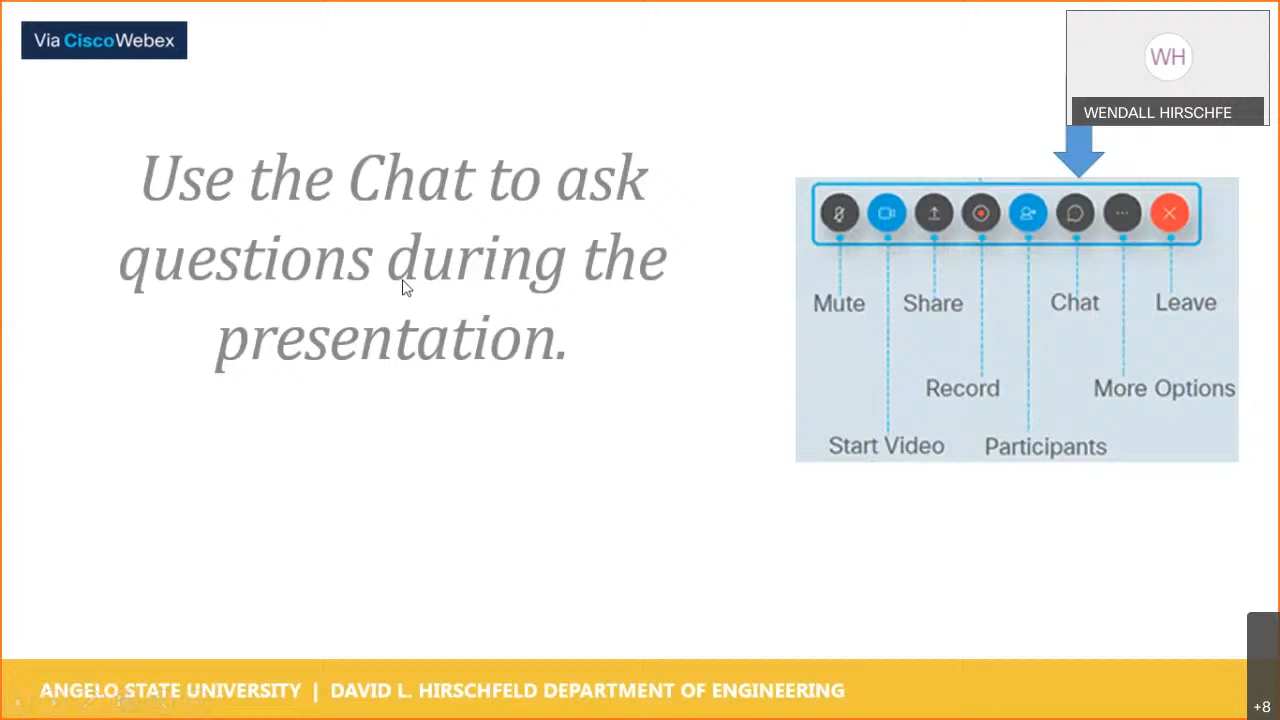 Via CiscoWebex
WH
WENDALL HIRSCHFE
Use the Chat to ask
questions during the
presentation.
Mute
Share
Chat
Leave
Record
More Options
Start Video
Participants
ANGELO STATE UNIVERSITY | DAVID L. HIRSCHFELD DEPARTMENT OF ENGINEERING
+8